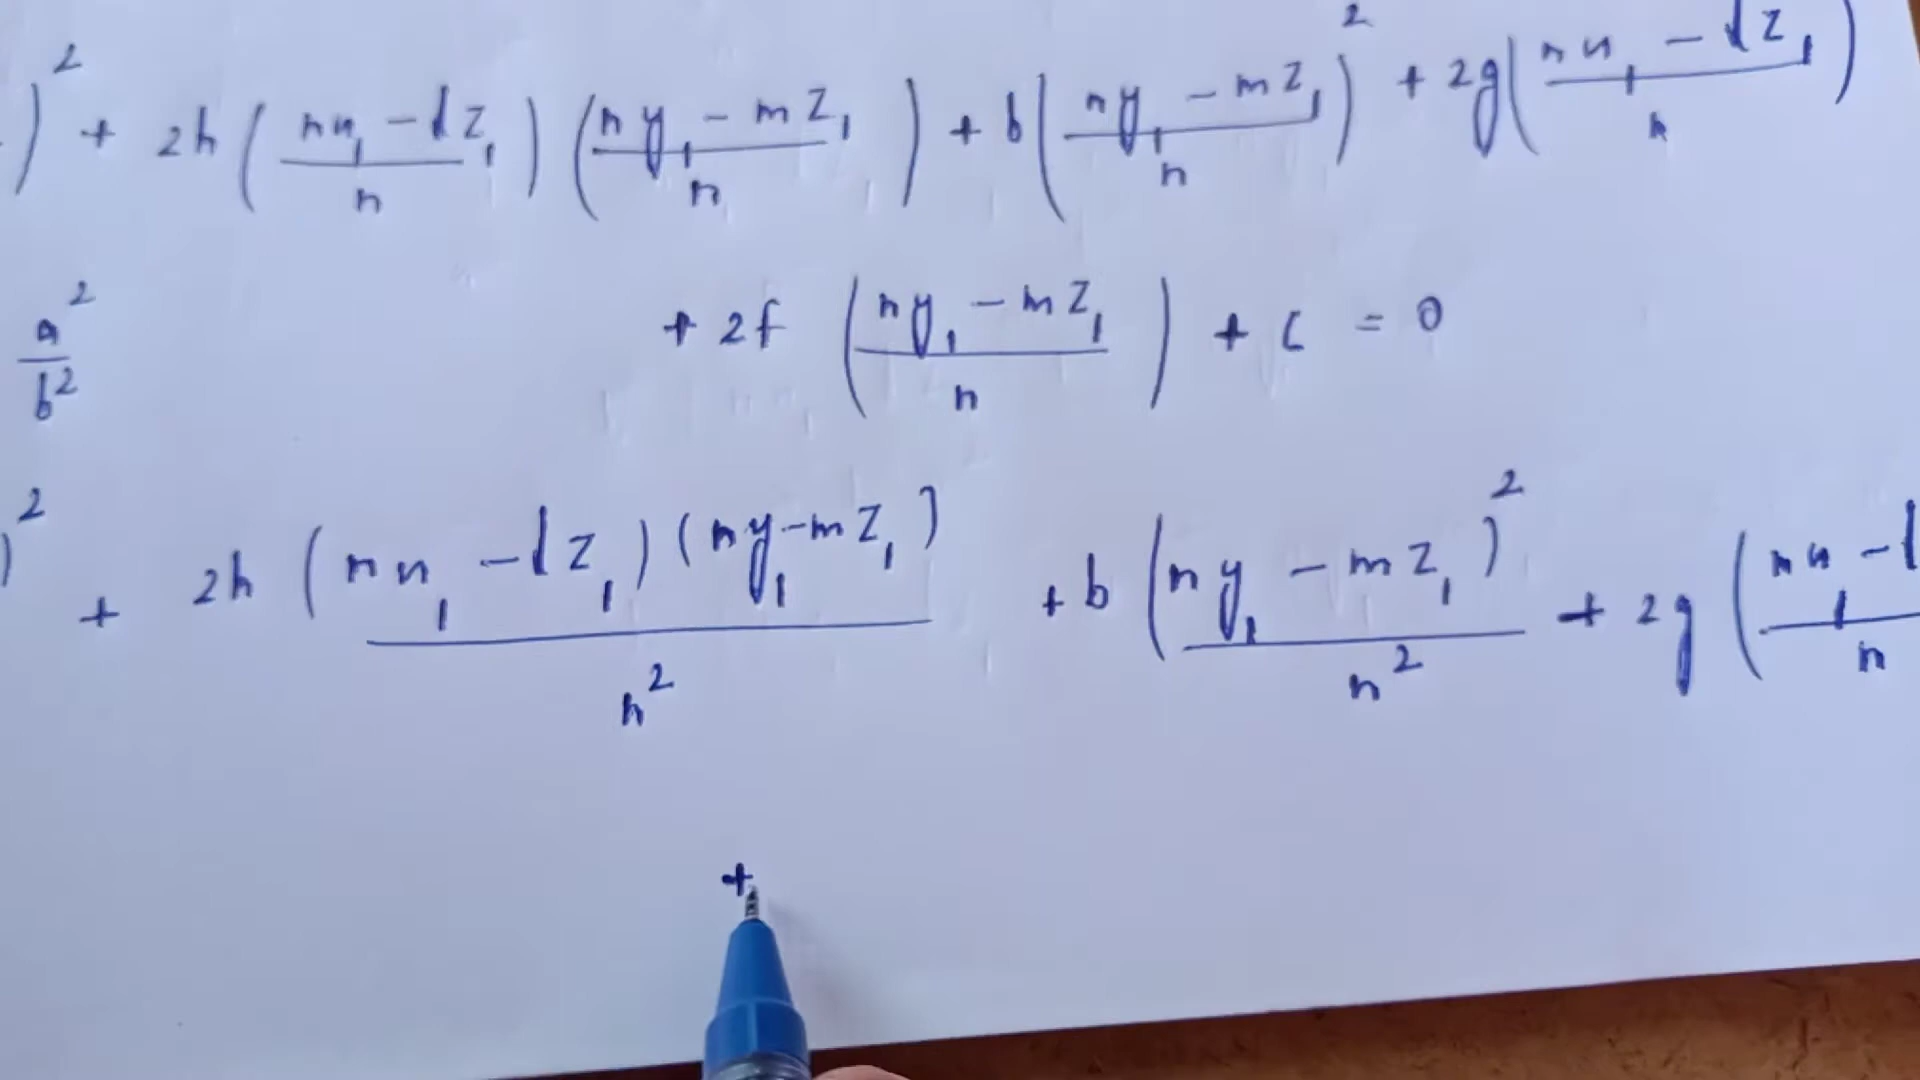 )² + 2h (nx₁ - lz₁ / n) (ny₁ - mz₁ / n) + b (ny₁ - mz₁ / n)² + 2g (nx₁ - lz₁ / n)
a² / b² + 2f (ny₁ - mz₁ / n) + c = 0
)² + 2h (nx₁ - lz₁)(ny₁ - mz₁) / n² + b (ny₁ - mz₁)² / n² + 2g (nx₁ - l / n
+